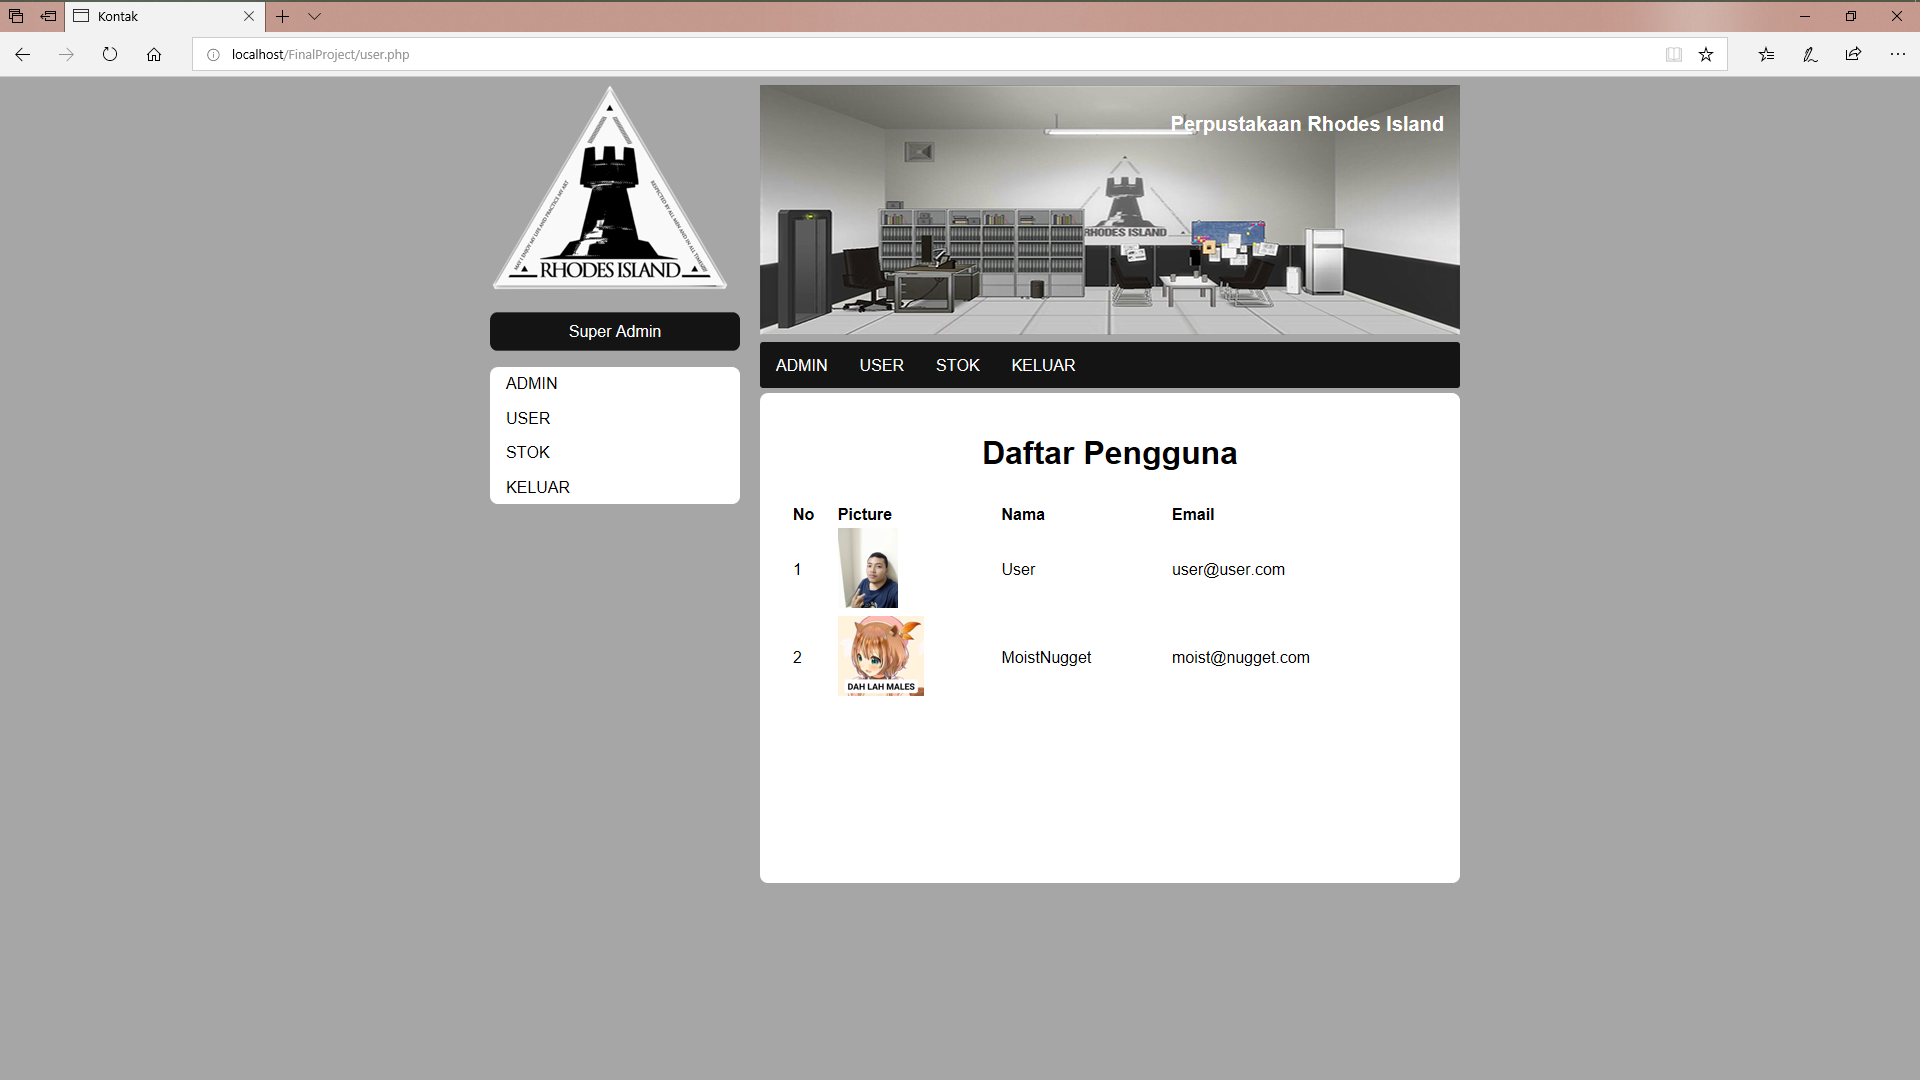 Kontak
localhost/FinalProject/user.php
RHODES ISLAND
Perpustakaan Rhodes Island
RHODES ISLAND
Super Admin
ADMIN
USER
STOK
KELUAR
ADMIN USER STOK KELUAR
Daftar Pengguna
No Picture Nama Email
1 User user@user.com
2 MoistNugget moist@nugget.com
DAH LAH MALES